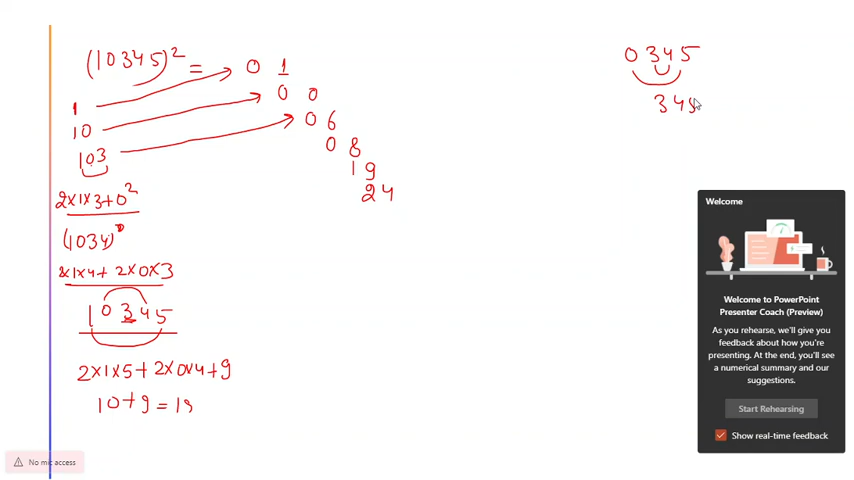 (10345)² = 0 1
1
10
103
0 0
0 6
0 8
1 9
2 4
2×1×3+0²
(1034)²
2×1×4+ 2×0×3
10345
2×1×5+2×0×4+9
10+9=19
0345
345
Welcome
Welcome to PowerPoint
Presenter Coach (Preview)
As you rehearse, we'll give you
feedback about how you're
presenting. At the end, you'll see
a numerical summary and our
suggestions.
Start Rehearsing
Show real-time feedback
No mic access